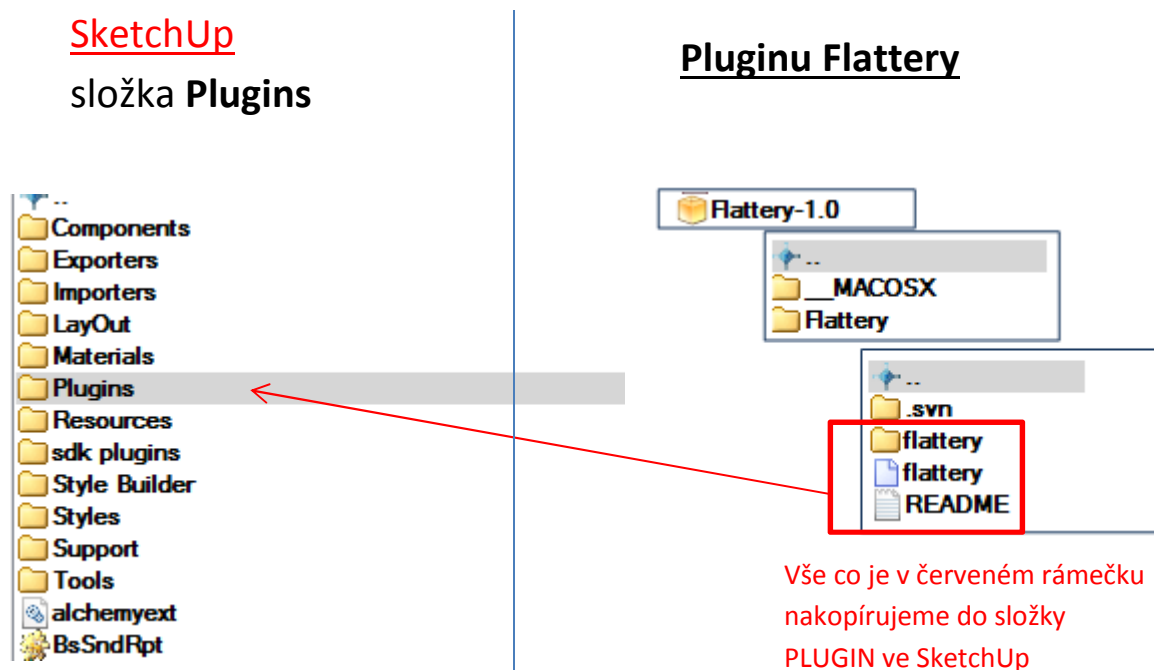 SketchUp
složka Plugins
Pluginu Flattery
..
Components
Exporters
Importers
LayOut
Materials
Plugins
Resources
sdk plugins
Style Builder
Styles
Support
Tools
alchemyext
BsSndRpt
Flattery-1.0
..
__MACOSX
Flattery
..
.svn
flattery
flattery
README
Vše co je v červeném rámečku
nakopírujeme do složky
PLUGIN ve SketchUp